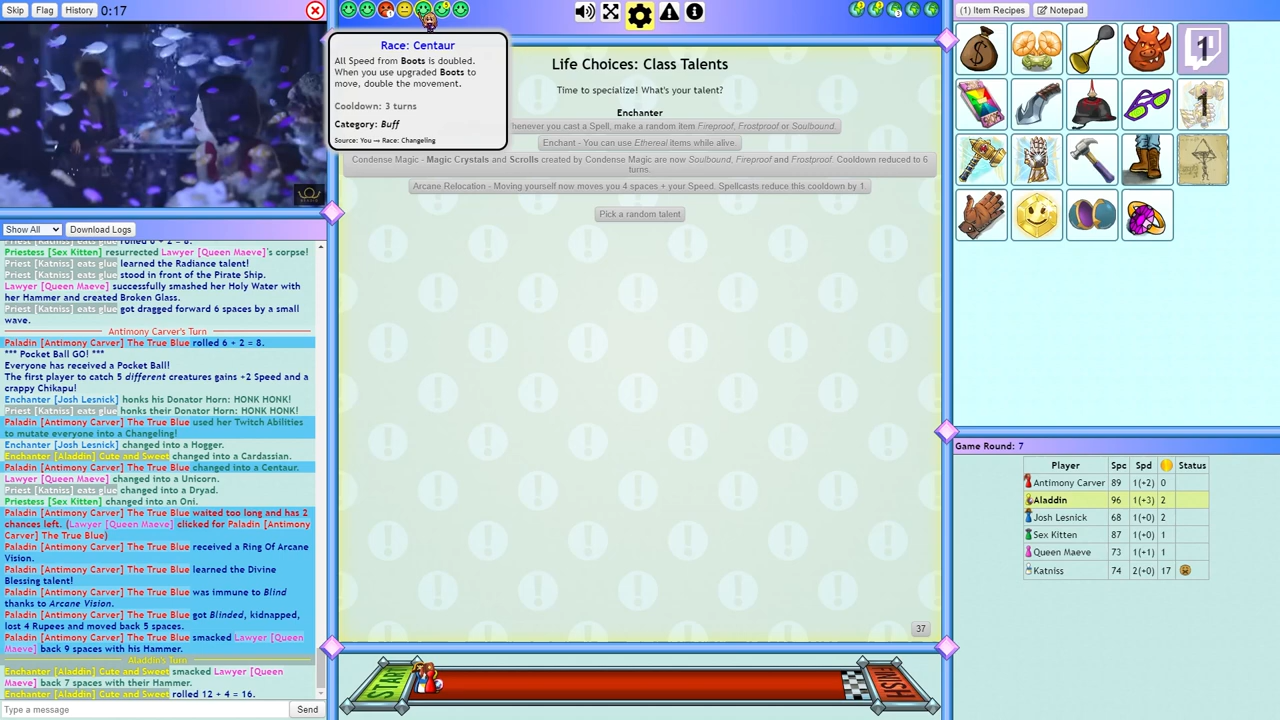 Skip Flag History 0:17
Race: Centaur
All Speed from Boots is doubled.
When you use upgraded Boots to
move, double the movement.
Cooldown: 3 turns
Category: Buff
Source: You → Race: Changeling
Life Choices: Class Talents
Time to specialize! What's your talent?
Enchanter
henever you cast a Spell, make a random item Fireproof, Frostproof or Soulbound.
Enchant - You can use Ethereal items while alive.
Condense Magic - Magic Crystals and Scrolls created by Condense Magic are now Soulbound, Fireproof and Frostproof. Cooldown reduced to 6
turns.
Arcane Relocation - Moving yourself now moves you 4 spaces + your Speed. Spellcasts reduce this cooldown by 1.
Pick a random talent
37
START
FINISH
Show All Download Logs
Priest [Katniss] eats glue rolled 6 + 2 = 8.
Priestess [Sex Kitten] resurrected Lawyer [Queen Maeve]'s corpse!
Priest [Katniss] eats glue learned the Radiance talent!
Priest [Katniss] eats glue stood in front of the Pirate Ship.
Lawyer [Queen Maeve] successfully smashed her Holy Water with
her Hammer and created Broken Glass.
Priest [Katniss] eats glue got dragged forward 6 spaces by a small
wave.
Antimony Carver's Turn
Paladin [Antimony Carver] The True Blue rolled 6 + 2 = 8.
*** Pocket Ball GO! ***
Everyone has received a Pocket Ball!
The first player to catch 5 different creatures gains +2 Speed and a
crappy Chikapu!
Enchanter [Josh Lesnick] honks his Donator Horn: HONK HONK!
Priest [Katniss] eats glue honks their Donator Horn: HONK HONK!
Paladin [Antimony Carver] The True Blue used her Twitch Abilities
to mutate everyone into a Changeling!
Enchanter [Josh Lesnick] changed into a Hogger.
Enchanter [Aladdin] Cute and Sweet changed into a Cardassian.
Paladin [Antimony Carver] The True Blue changed into a Centaur.
Lawyer [Queen Maeve] changed into a Unicorn.
Priest [Katniss] eats glue changed into a Dryad.
Priestess [Sex Kitten] changed into an Oni.
Paladin [Antimony Carver] The True Blue waited too long and has 2
chances left. (Lawyer [Queen Maeve] clicked for Paladin [Antimony
Carver] The True Blue)
Paladin [Antimony Carver] The True Blue received a Ring Of Arcane
Vision.
Paladin [Antimony Carver] The True Blue learned the Divine
Blessing talent!
Paladin [Antimony Carver] The True Blue was immune to Blind
thanks to Arcane Vision.
Paladin [Antimony Carver] The True Blue got Blinded, kidnapped,
lost 4 Rupees and moved back 5 spaces.
Paladin [Antimony Carver] The True Blue smacked Lawyer [Queen
Maeve] back 9 spaces with his Hammer.
Aladdin's Turn
Enchanter [Aladdin] Cute and Sweet smacked Lawyer [Queen
Maeve] back 7 spaces with their Hammer.
Enchanter [Aladdin] Cute and Sweet rolled 12 + 4 = 16.
Type a message Send
(1) Item Recipes Notepad
1
1
Game Round: 7
Player Spc Spd Status
Antimony Carver 89 1(+2) 0
Aladdin 96 1(+3) 2
Josh Lesnick 68 1(+0) 2
Sex Kitten 87 1(+0) 1
Queen Maeve 73 1(+1) 1
Katniss 74 2(+0) 17